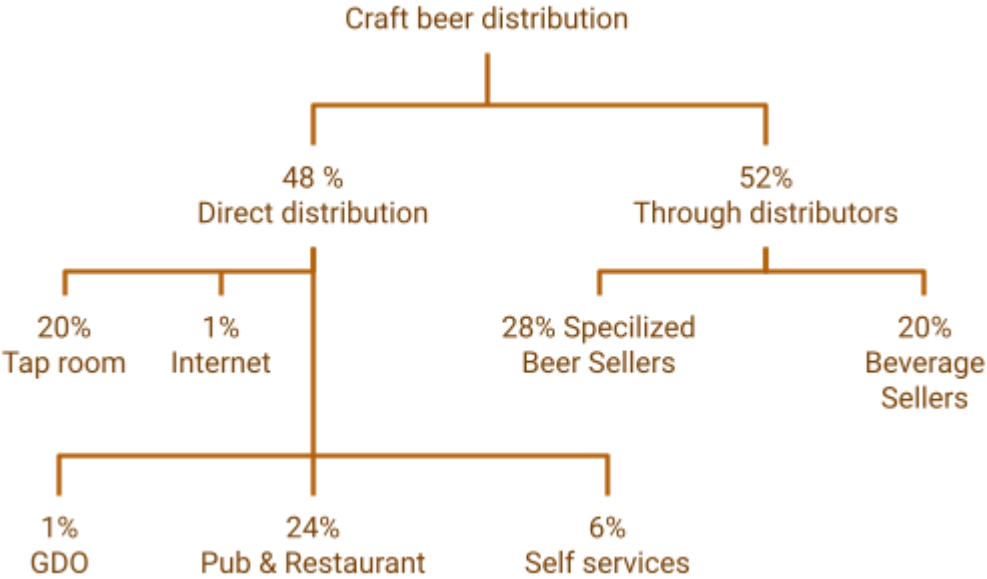 Craft beer distribution
48 %
Direct distribution
52%
Through distributors
20%
Tap room
1%
Internet
28% Specilized
Beer Sellers
20%
Beverage
Sellers
1%
GDO
24%
Pub & Restaurant
6%
Self services